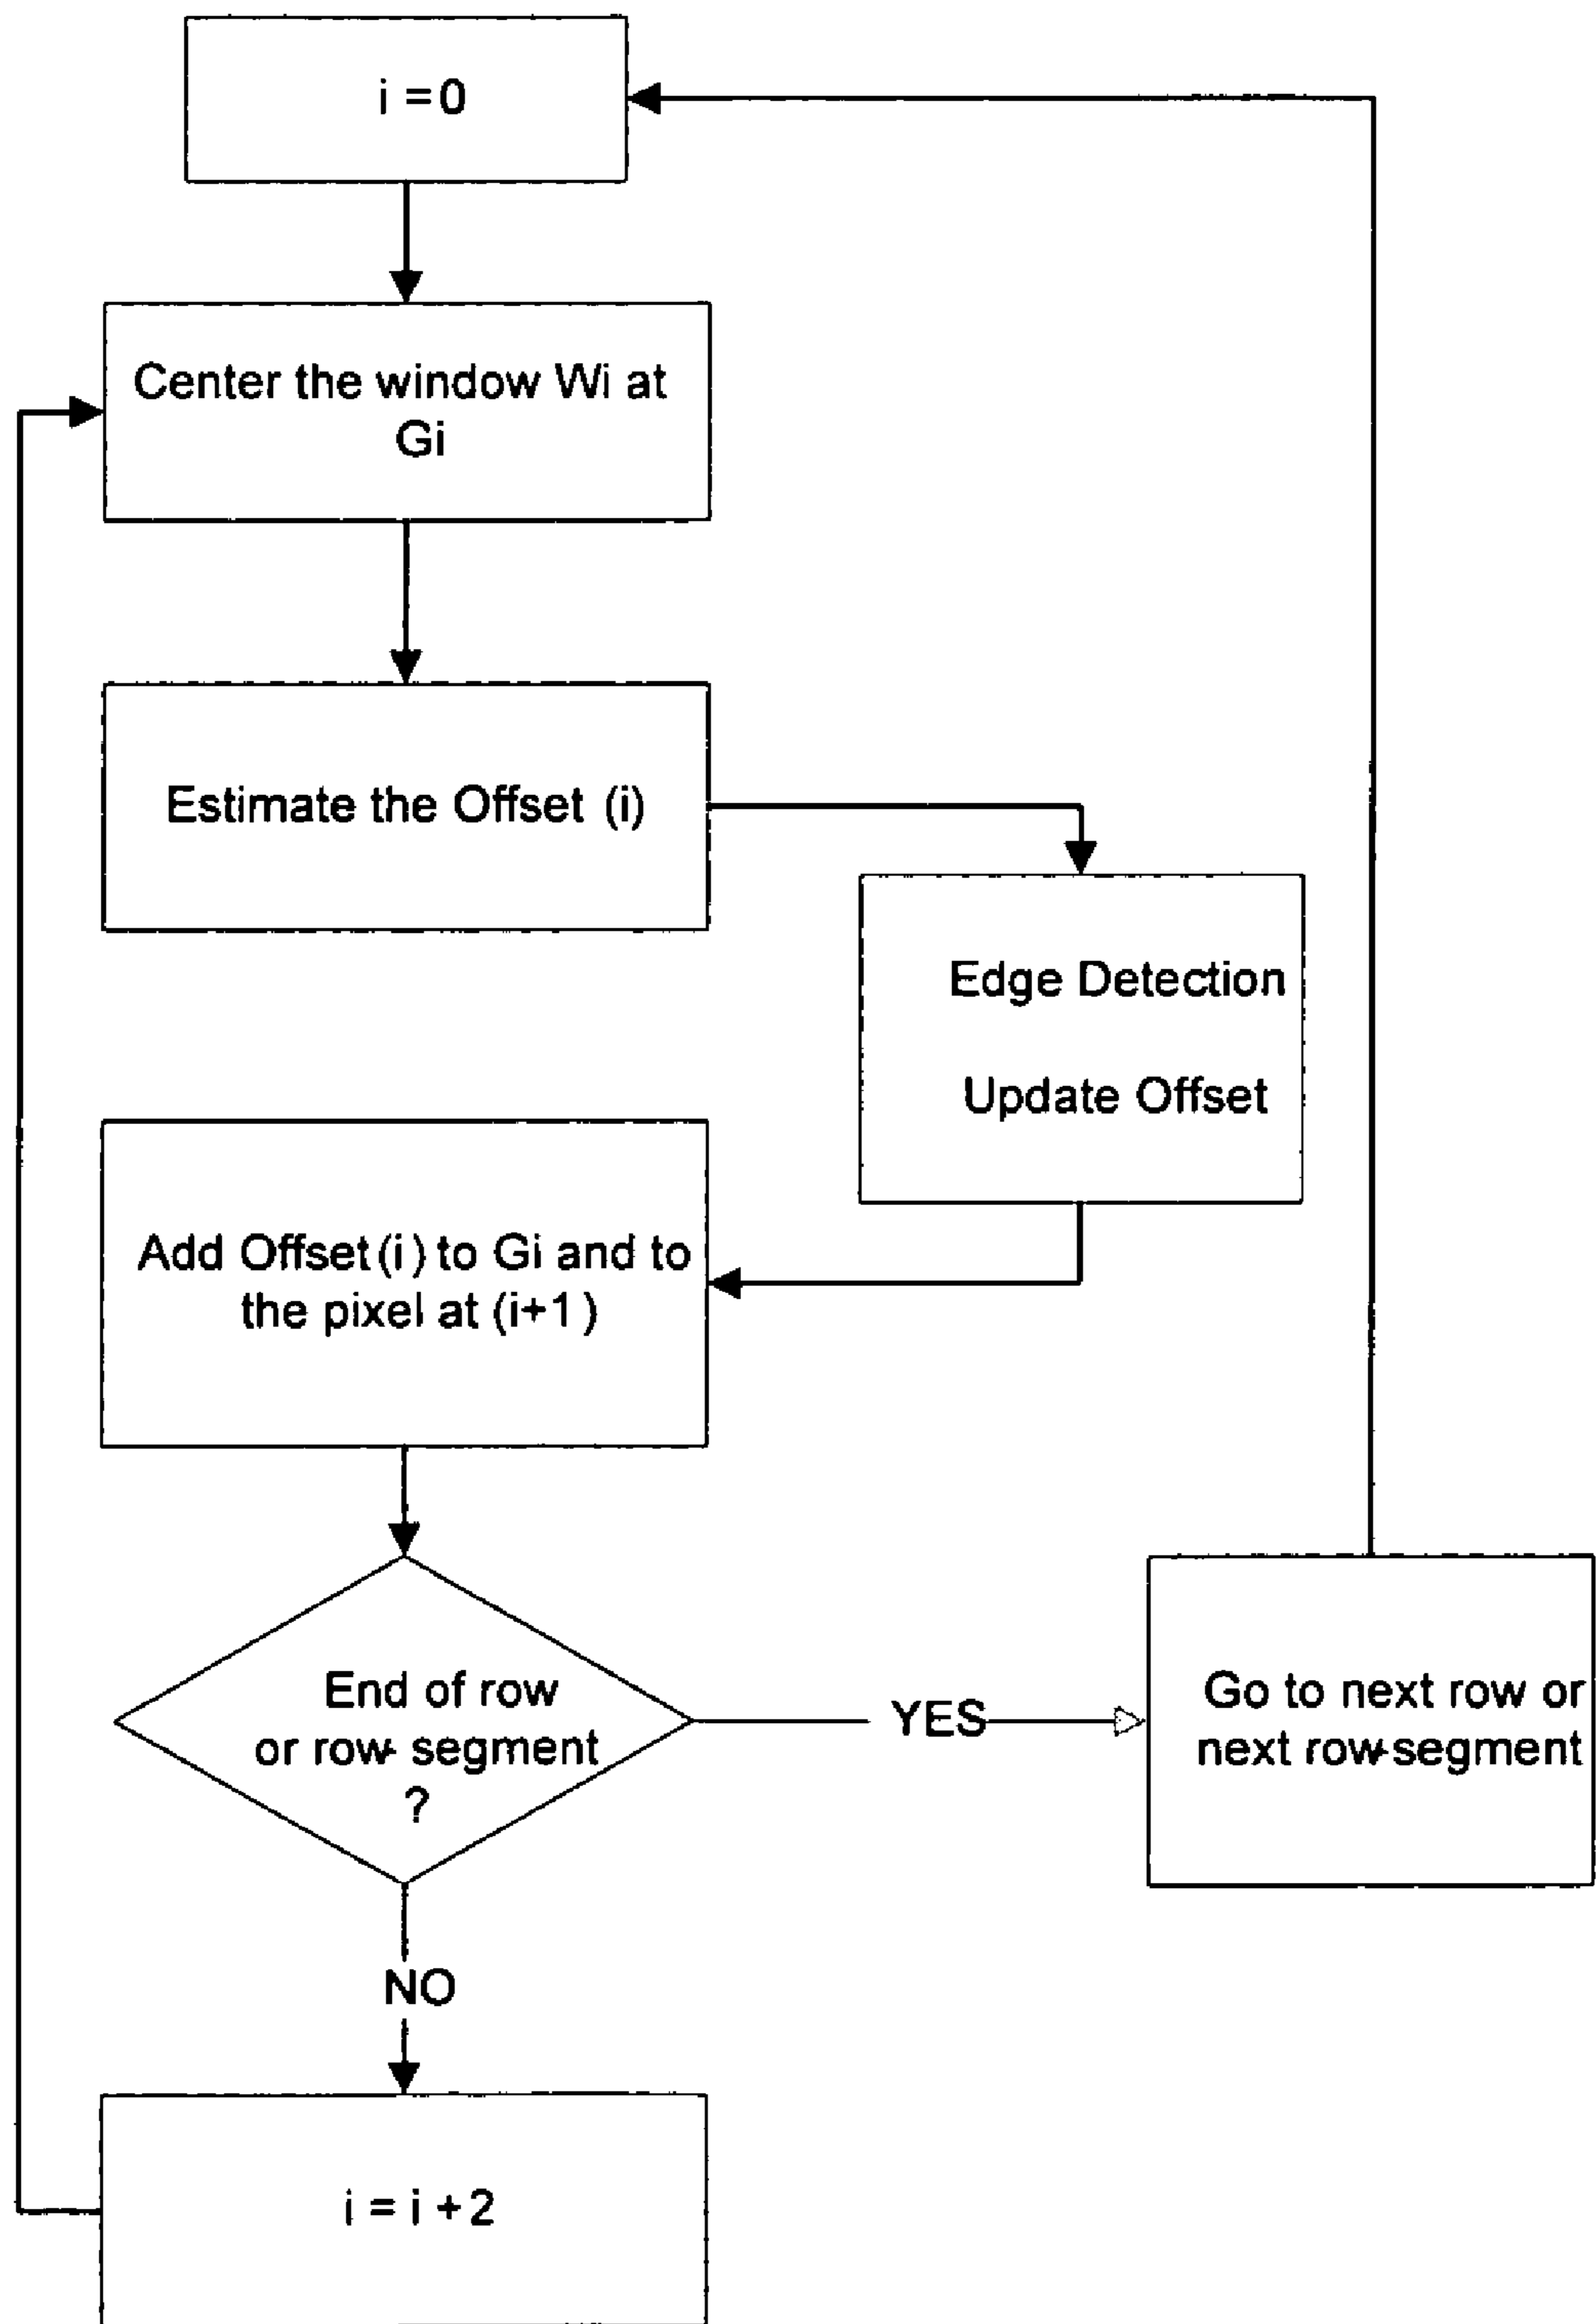 i = 0
Center the window Wi at
Gi
Estimate the Offset (i)
Edge Detection
Update Offset
Add Offset (i) to Gi and to
the pixel at (i+1)
End of row
or row- segment
?
YES
Go to next row or
next row-segment
NO
i = i + 2